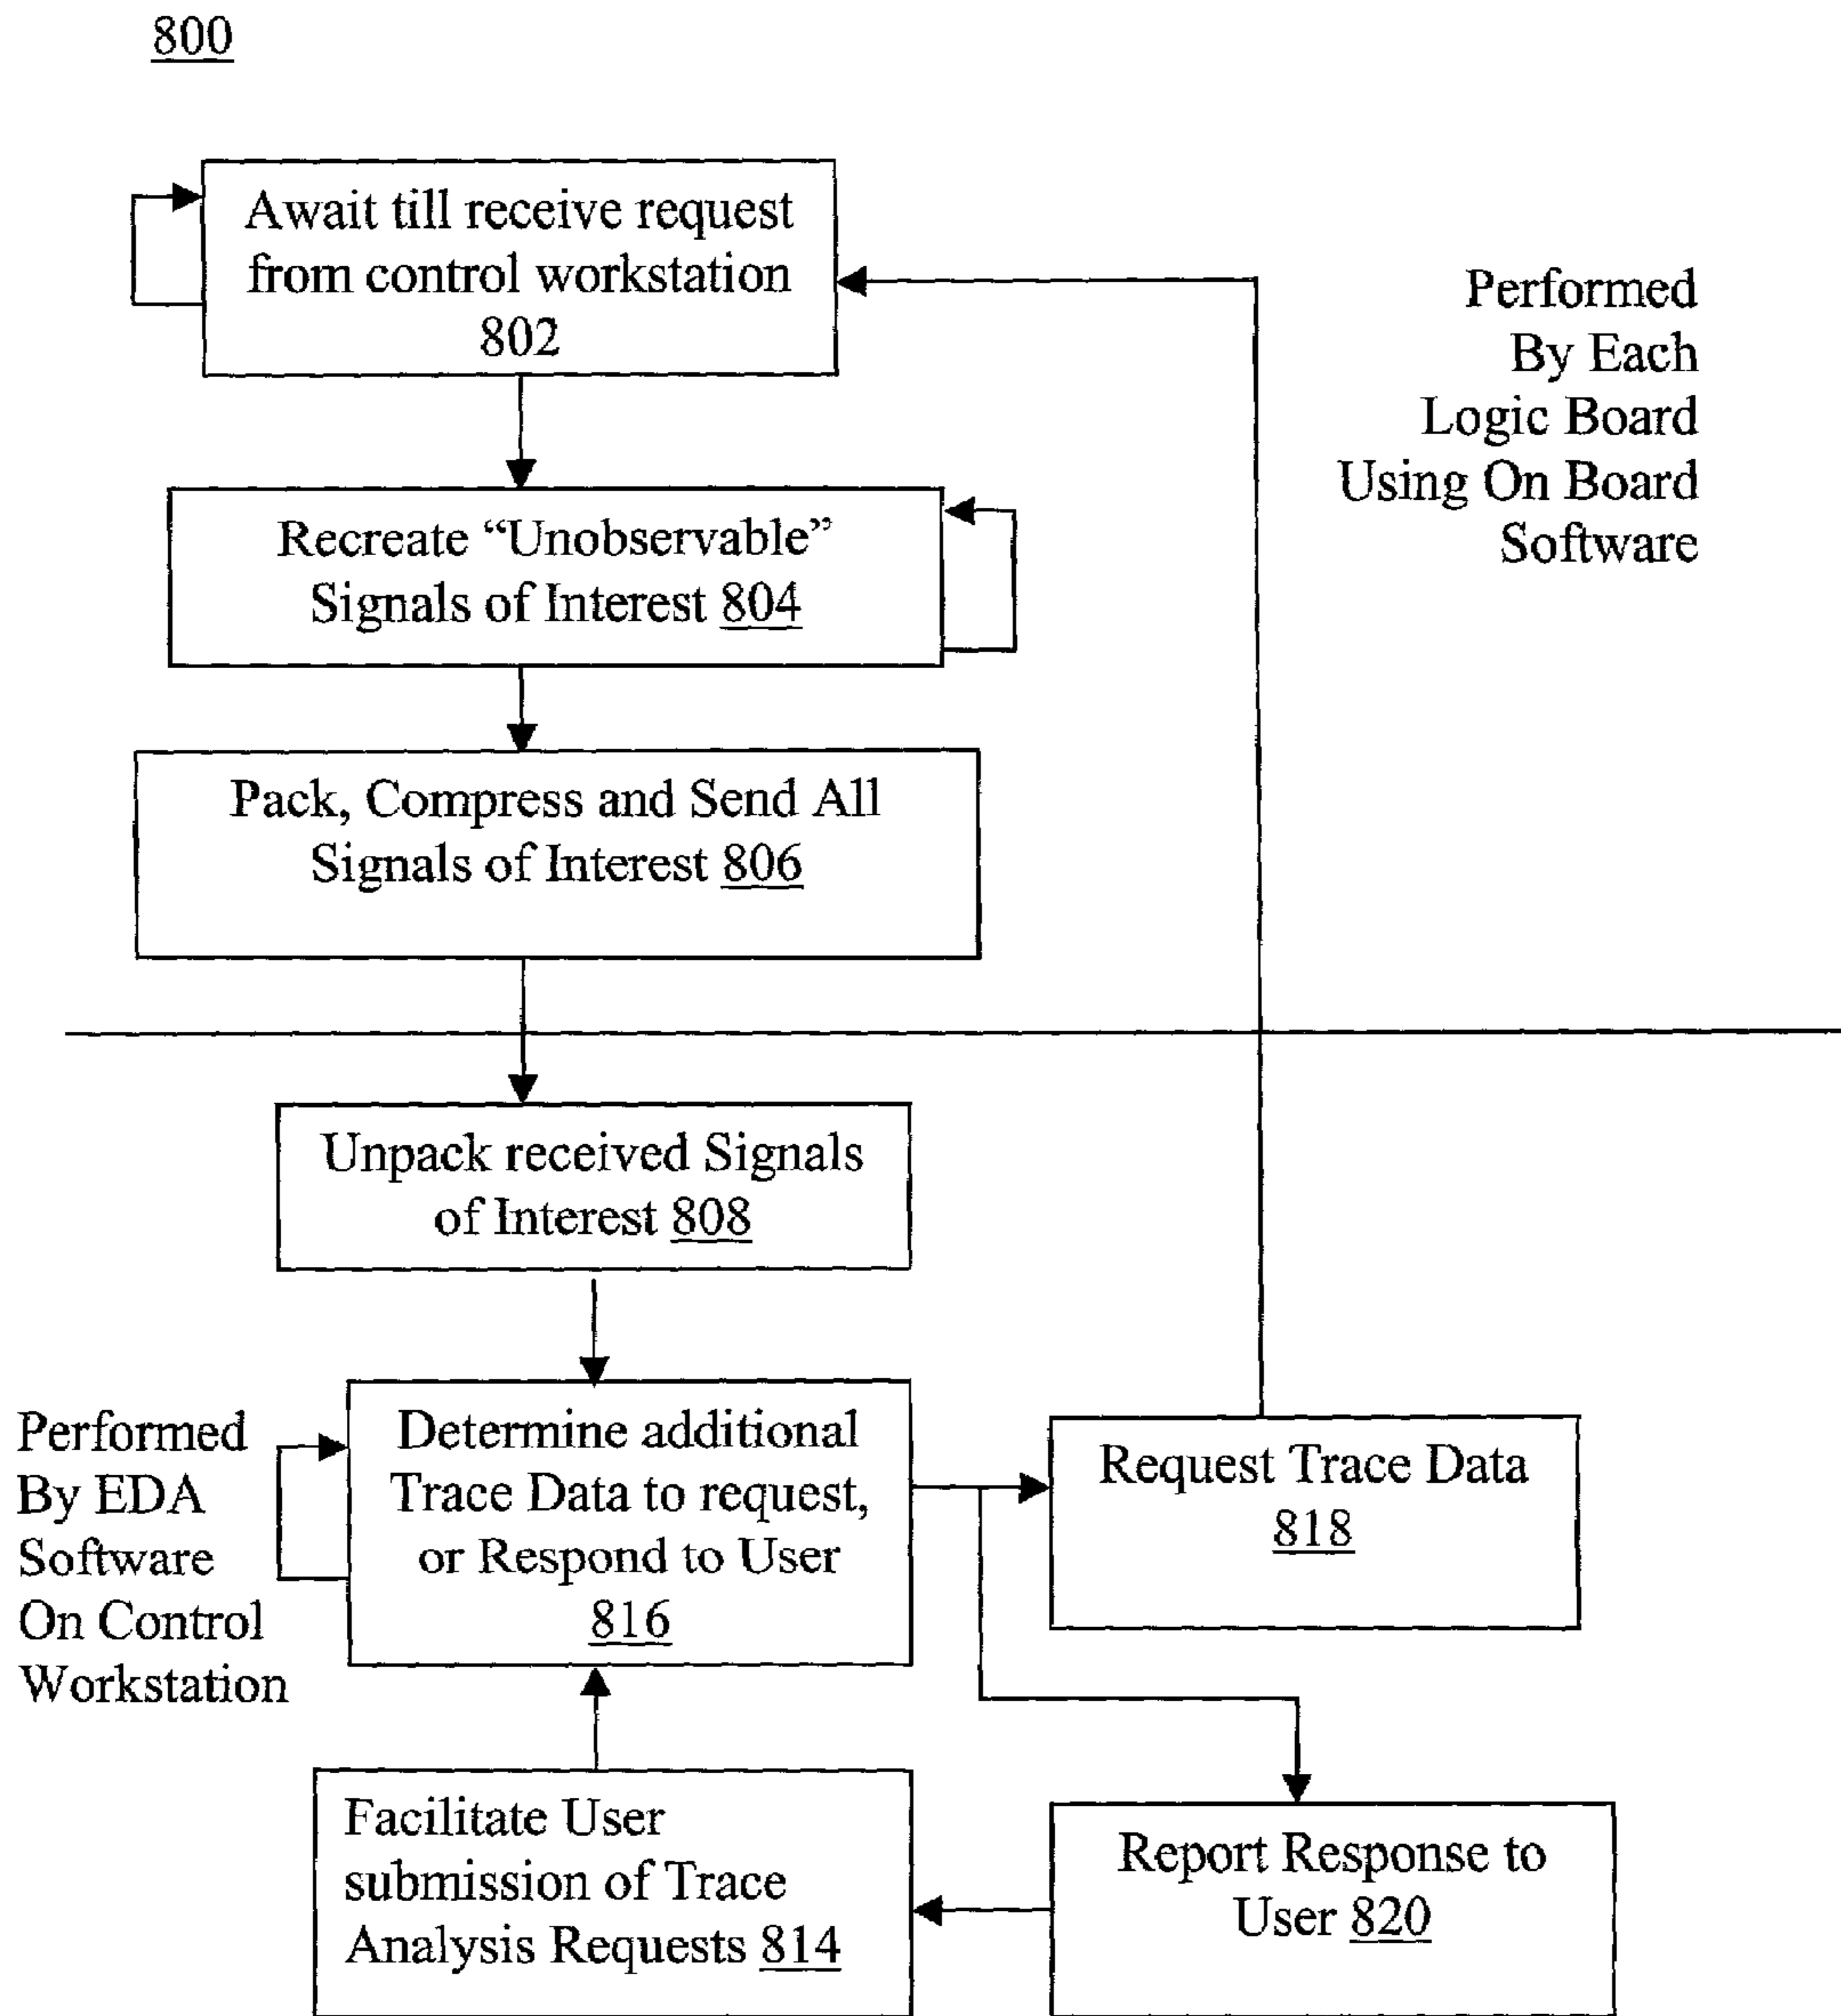 800
Await till receive request
from control workstation
802
Performed
By Each
Logic Board
Using On Board
Software
Recreate “Unobservable”
Signals of Interest 804
Pack, Compress and Send All
Signals of Interest 806
Unpack received Signals
of Interest 808
Performed
By EDA
Software
On Control
Workstation
Determine additional
Trace Data to request,
or Respond to User
816
Request Trace Data
818
Facilitate User
submission of Trace
Analysis Requests 814
Report Response to
User 820